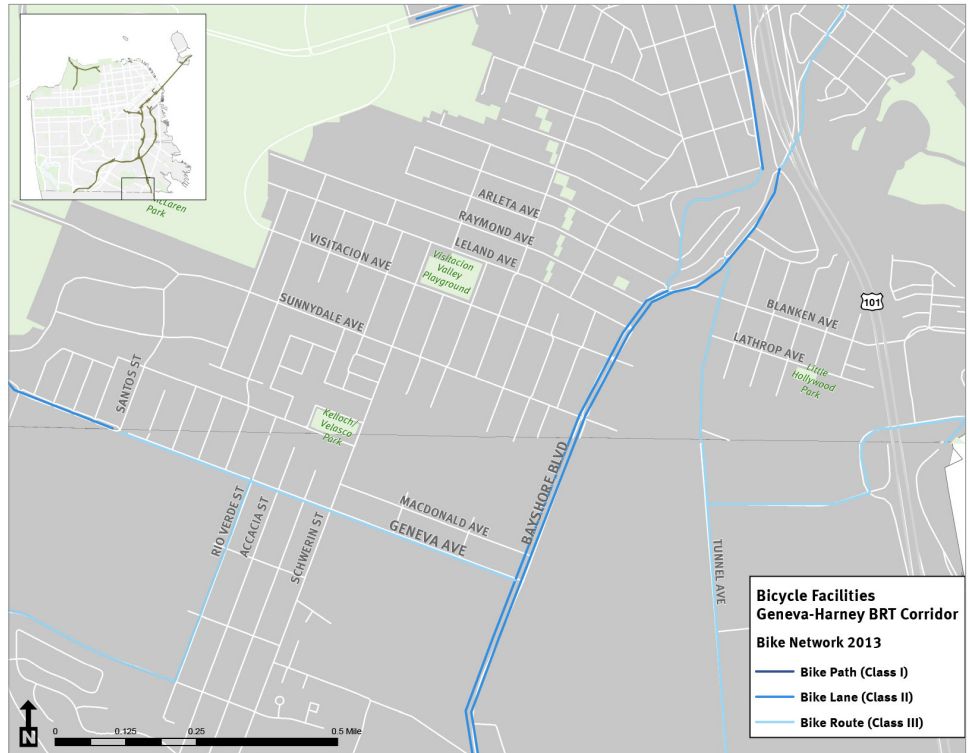 McLaren
Park
ARLETA AVE
RAYMOND AVE
LELAND AVE
VISITACION AVE
Visitacion
Valley
Playground
SUNNYDALE AVE
101
BLANKEN AVE
LATHROP AVE
Little
Hollywood
Park
SANTOS ST
Kelloch/
Velasco
Park
BAYSHORE BLVD
MACDONALD AVE
GENEVA AVE
RIO VERDE ST
ACCACIA ST
SCHWERIN ST
TUNNEL AVE
Bicycle Facilities
Geneva-Harney BRT Corridor
Bike Network 2013
Bike Path (Class I)
Bike Lane (Class II)
Bike Route (Class III)
N
0 0.125 0.25 0.5 Mile